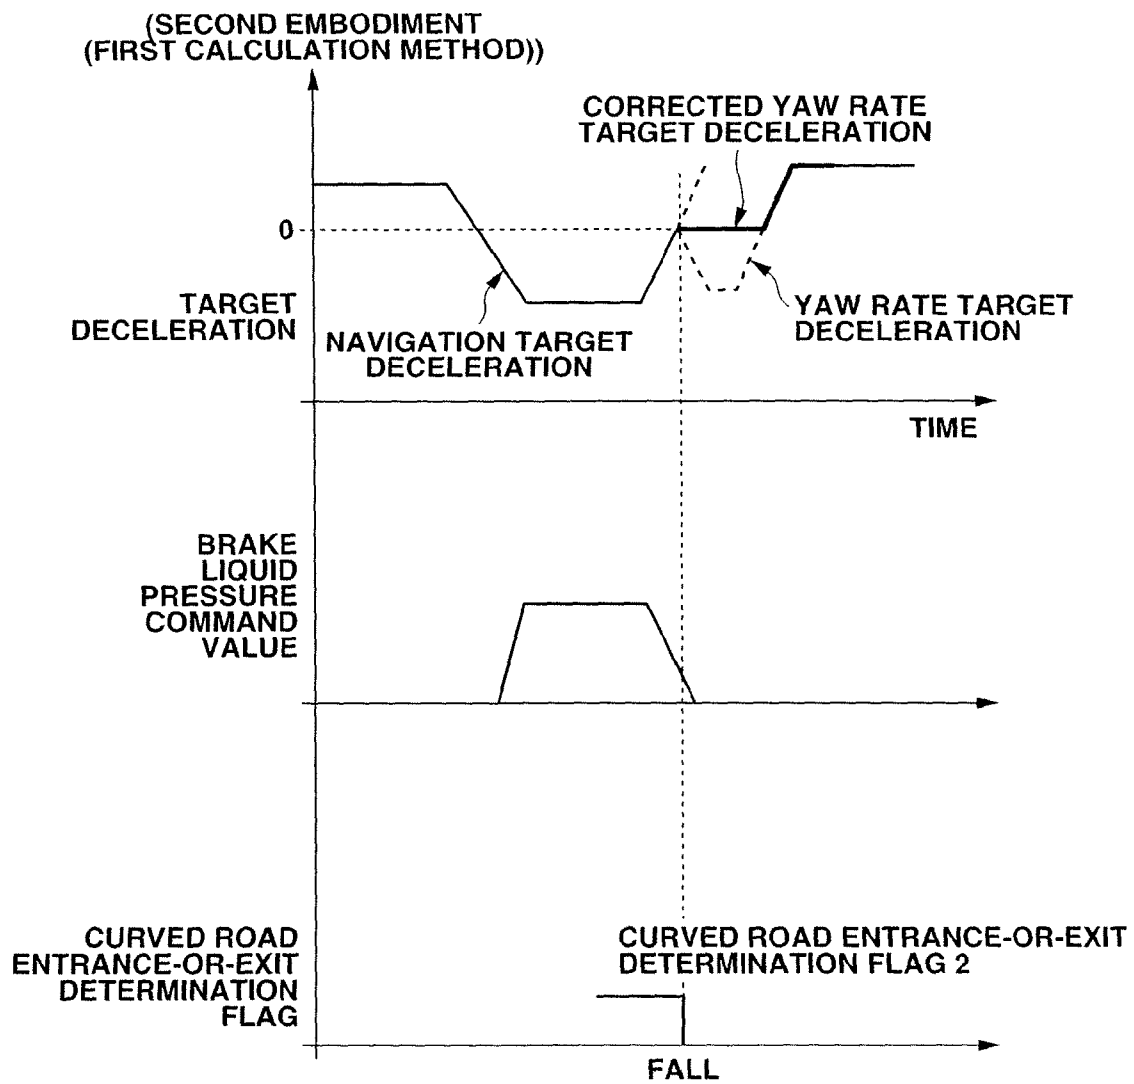 (SECOND EMBODIMENT
(FIRST CALCULATION METHOD))
CORRECTED YAW RATE
TARGET DECELERATION
0
TARGET
DECELERATION
NAVIGATION TARGET
DECELERATION
YAW RATE TARGET
DECELERATION
TIME
BRAKE
LIQUID
PRESSURE
COMMAND
VALUE
CURVED ROAD
ENTRANCE-OR-EXIT
DETERMINATION
FLAG
CURVED ROAD ENTRANCE-OR-EXIT
DETERMINATION FLAG 2
FALL